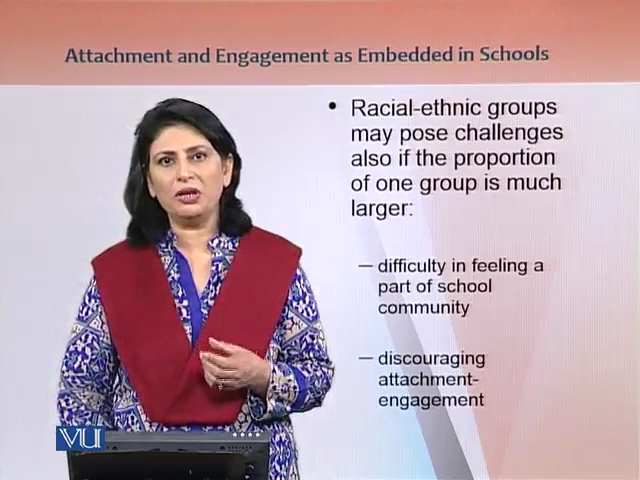 Attachment and Engagement as Embedded in Schools
• Racial-ethnic groups
may pose challenges
also if the proportion
of one group is much
larger:
– difficulty in feeling a
part of school
community
– discouraging
attachment-
engagement
VU